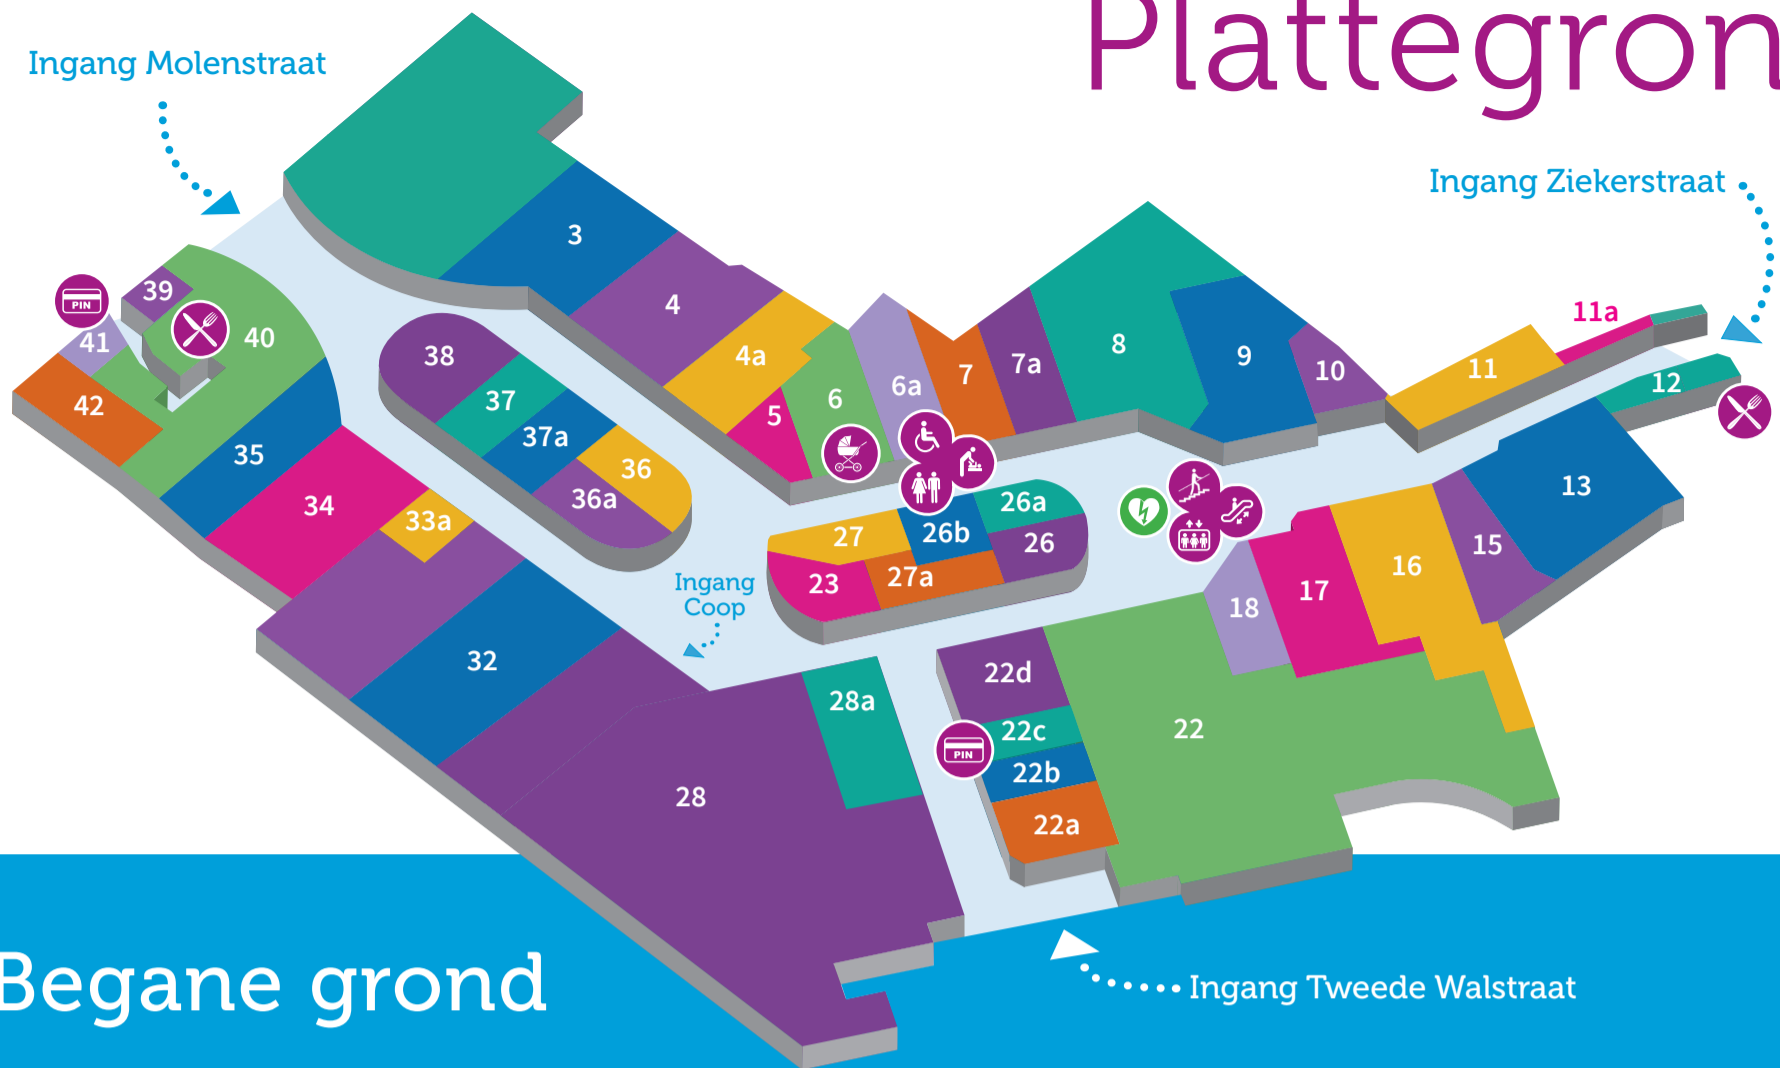 Plattegron
Ingang Molenstraat
Ingang Ziekerstraat
3
4
4a
5
6
6a
7
7a
8
9
10
11
11a
12
13
15
16
17
18
39
PIN
40
41
42
35
34
33a
38
37
37a
36
36a
27
26b
26a
26
23
27a
Ingang
Coop
32
28
28a
22d
22c
PIN
22b
22a
22
Begane grond
Ingang Tweede Walstraat